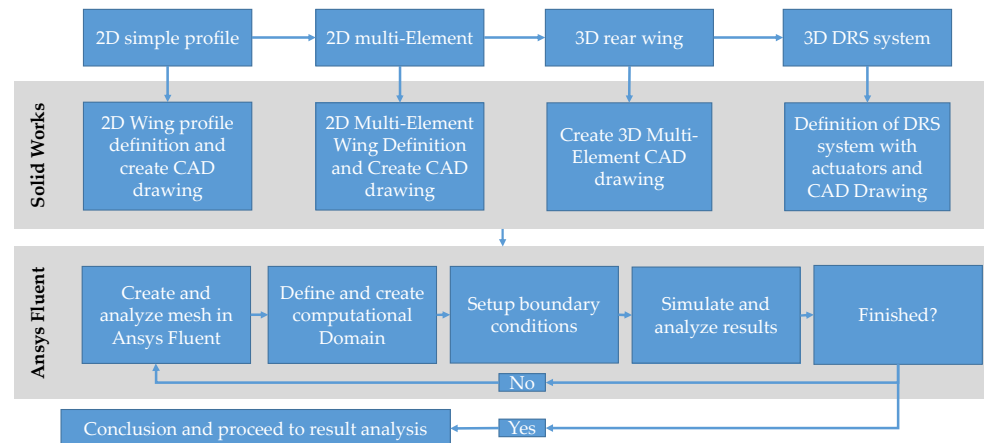 2D simple profile
2D multi-Element
3D rear wing
3D DRS system
Solid Works
2D Wing profile
definition and
create CAD
drawing
2D Multi-Element
Wing Definition
and Create CAD
drawing
Create 3D Multi-
Element CAD
drawing
Definition of DRS
system with
actuators and
CAD Drawing
Ansys Fluent
Create and
analyze mesh in
Ansys Fluent
Define and create
computational
Domain
Setup boundary
conditions
Simulate and
analyze results
Finished?
No
Conclusion and proceed to result analysis
Yes